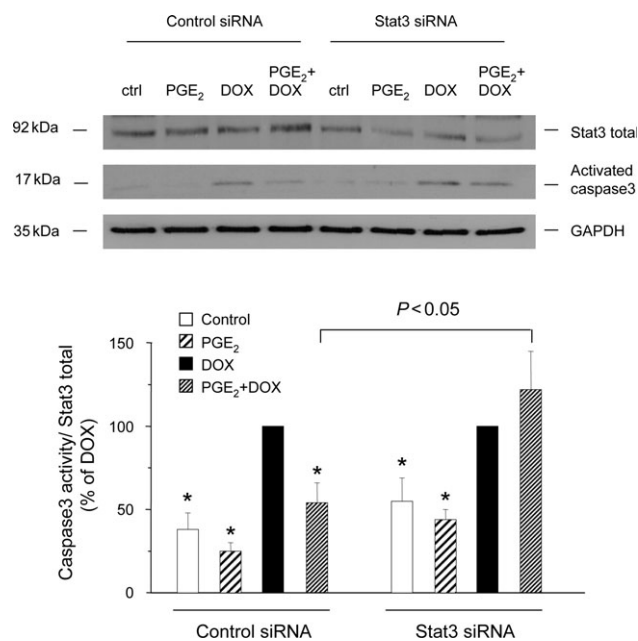 Control siRNA Stat3 siRNA
PGE2+ PGE2+
ctrl PGE2 DOX DOX ctrl PGE2 DOX DOX
92 kDa Stat3 total
17 kDa Activated
caspase3
35 kDa GAPDH
P < 0.05
Control
PGE2
DOX
PGE2+DOX
Caspase3 activity/ Stat3 total
(% of DOX)
150
100
50
0
* * * * *
Control siRNA Stat3 siRNA